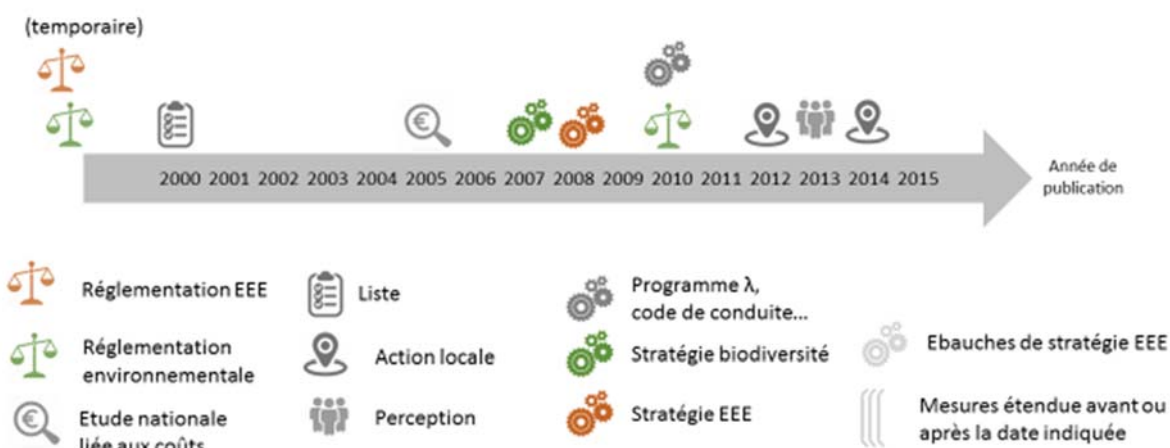 (temporaire)
2000 2001 2002 2003 2004 2005 2006 2007 2008 2009 2010 2011 2012 2013 2014 2015
Année de
publication
Réglementation EEE
Liste
Programme λ,
code de conduite...
Réglementation
environnementale
Action locale
Stratégie biodiversité
Ebauches de stratégie EEE
Etude nationale
liée aux coûts
Perception
Stratégie EEE
Mesures étendue avant ou
après la date indiquée